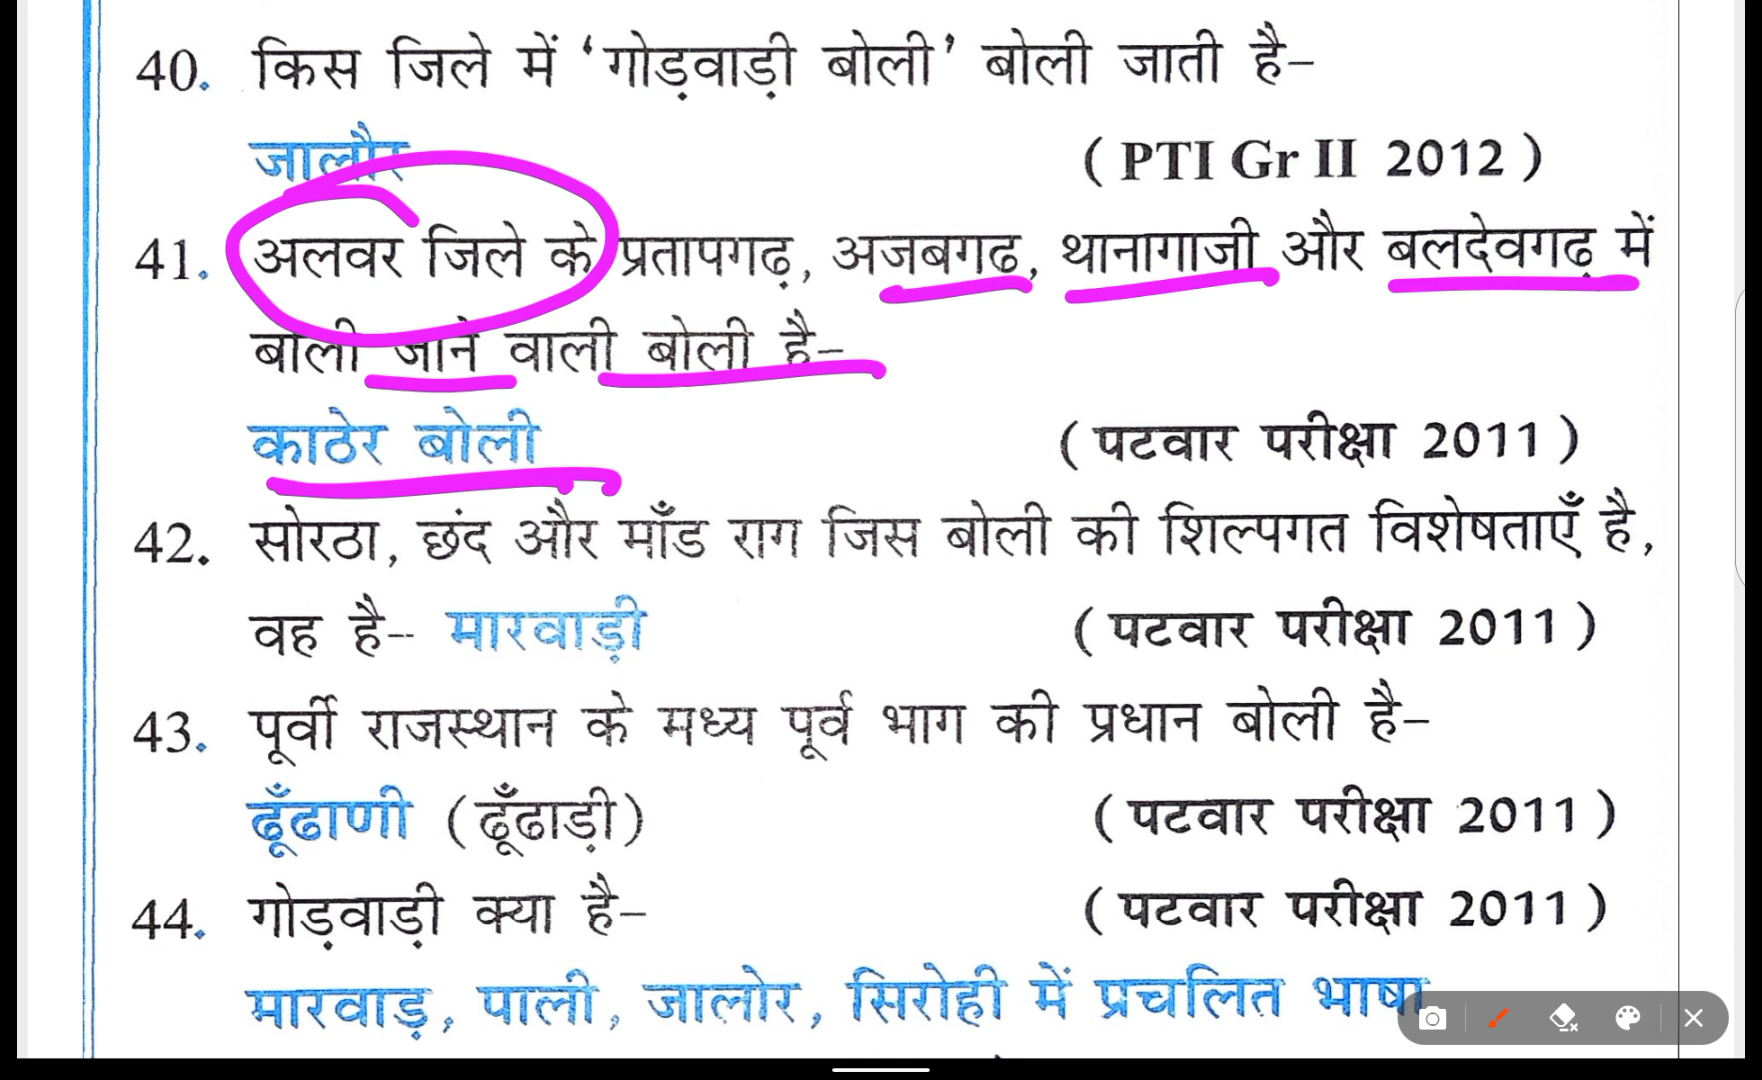 40. किस जिले में ‘गोड़वाड़ी बोली’ बोली जाती है–
जालौर ( PTI Gr II 2012 )
41. अलवर जिले के प्रतापगढ़, अजबगढ, थानागाजी और बलदेवगढ़ में
बोली जाने वाली बोली है–
काठेर बोली ( पटवार परीक्षा 2011 )
42. सोरठा, छंद और माँड राग जिस बोली की शिल्पगत विशेषताएँ है,
वह है-- मारवाड़ी ( पटवार परीक्षा 2011 )
43. पूर्वी राजस्थान के मध्य पूर्व भाग की प्रधान बोली है–
ढूँढाणी (ढूँढाड़ी) ( पटवार परीक्षा 2011 )
44. गोड़वाड़ी क्या है– ( पटवार परीक्षा 2011 )
मारवाड़, पाली, जालोर, सिरोही में प्रचलित भाषा